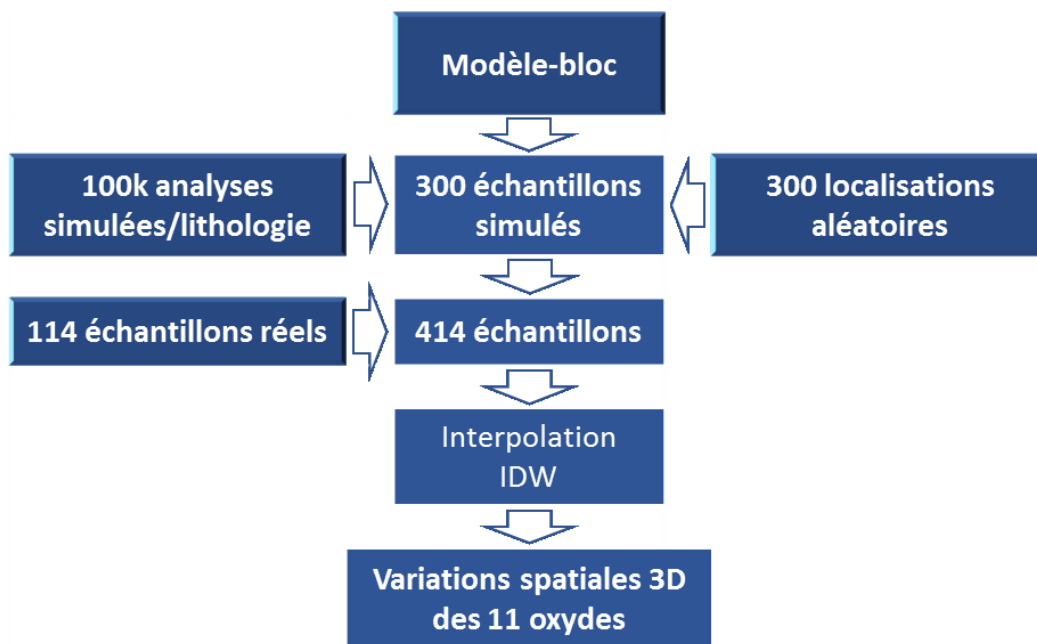 Modèle-bloc
100k analyses
simulées/lithologie
300 échantillons
simulés
300 localisations
aléatoires
114 échantillons réels
414 échantillons
Interpolation
IDW
Variations spatiales 3D
des 11 oxydes